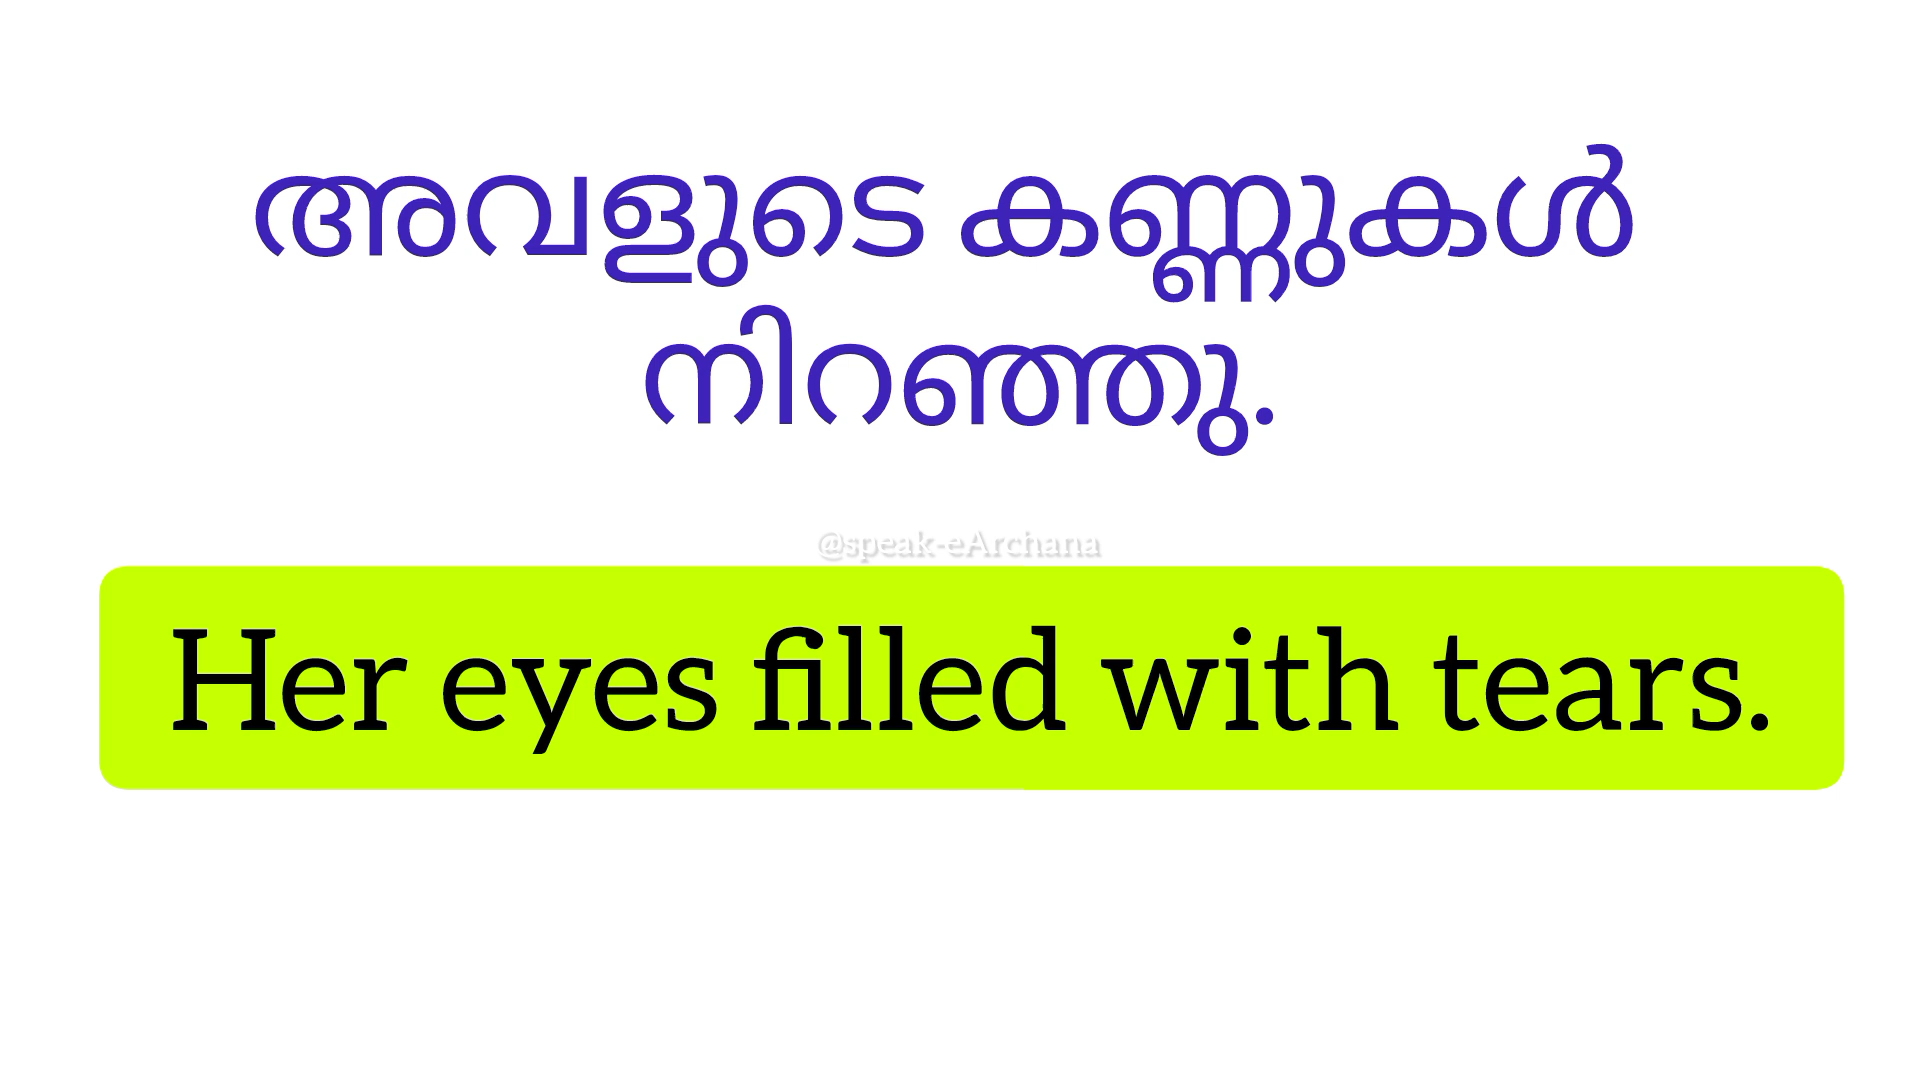 അവളുടെ കണ്ണുകൾ
നിറഞ്ഞു.
@speak-eArchana
Her eyes filled with tears.